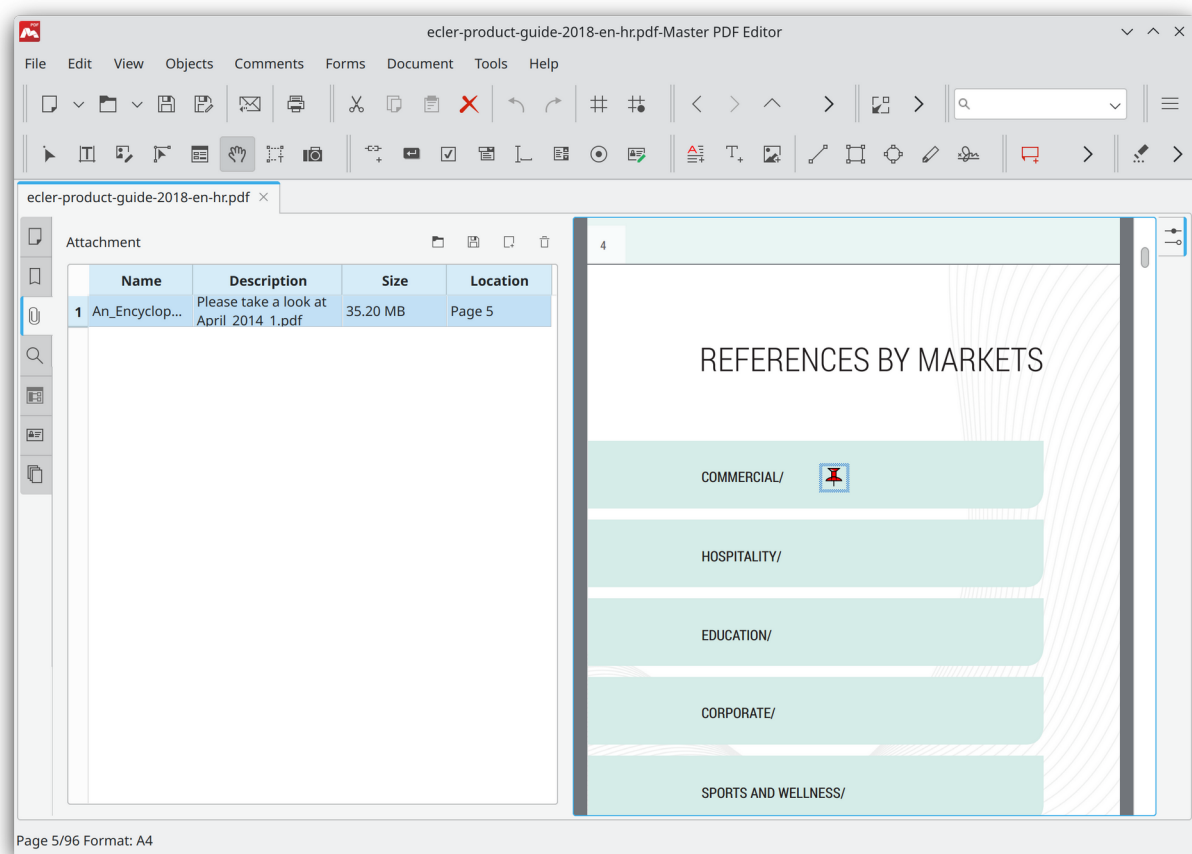 PDF
ecler-product-guide-2018-en-hr.pdf-Master PDF Editor
File Edit View Objects Comments Forms Document Tools Help
ecler-product-guide-2018-en-hr.pdf
Attachment
Name Description Size Location
1 An_Encyclop... Please take a look at April_2014_1.pdf 35.20 MB Page 5
4
REFERENCES BY MARKETS
COMMERCIAL/
HOSPITALITY/
EDUCATION/
CORPORATE/
SPORTS AND WELLNESS/
Page 5/96 Format: A4